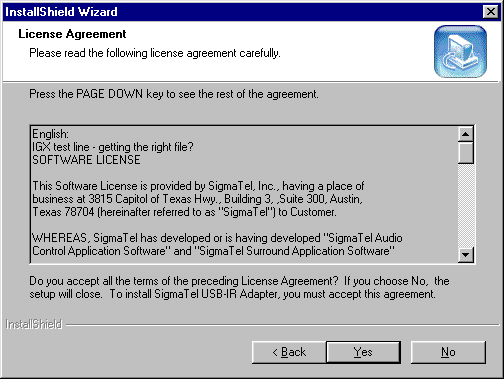 InstallShield Wizard
License Agreement
Please read the following license agreement carefully.
Press the PAGE DOWN key to see the rest of the agreement.
English:
IGX test line - getting the right file?
SOFTWARE LICENSE
This Software License is provided by SigmaTel, Inc., having a place of
business at 3815 Capitol of Texas Hwy., Building 3, ,Suite 300, Austin,
Texas 78704 (hereinafter referred to as "SigmaTel") to Customer.
WHEREAS, SigmaTel has developed or is having developed "SigmaTel Audio
Control Application Software" and "SigmaTel Surround Application Software"
Do you accept all the terms of the preceding License Agreement?  If you choose No,  the
setup will close.  To install SigmaTel USB-IR Adapter, you must accept this agreement.
InstallShield
< Back
Yes
No